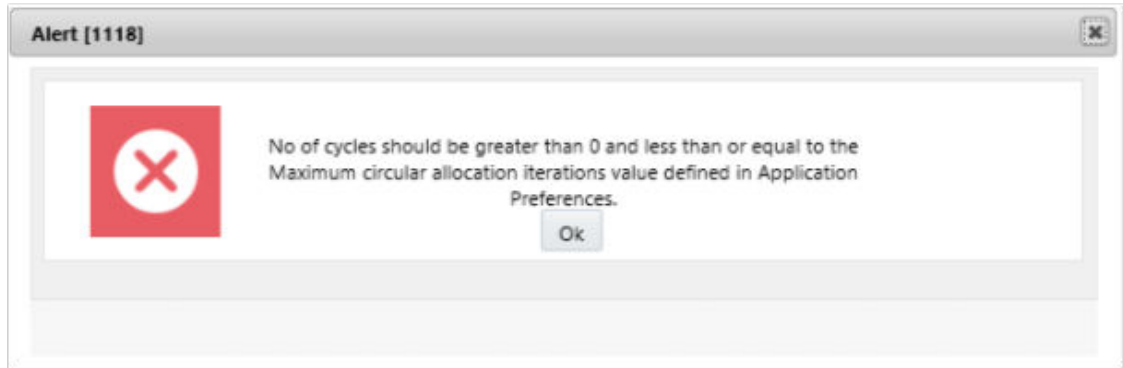 Alert [1118]
No of cycles should be greater than 0 and less than or equal to the
Maximum circular allocation iterations value defined in Application
Preferences.
Ok